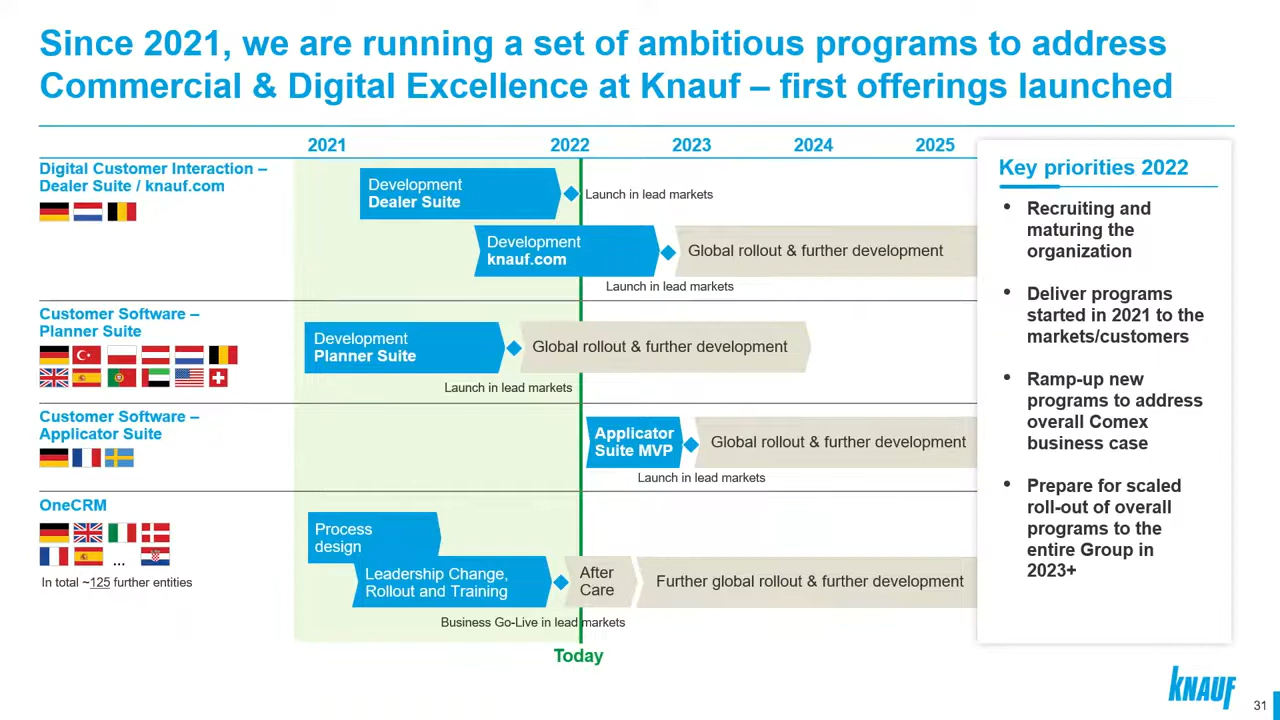 Since 2021, we are running a set of ambitious programs to address
Commercial & Digital Excellence at Knauf – first offerings launched
2021 2022 2023 2024 2025
Digital Customer Interaction –
Dealer Suite / knauf.com
Development
Dealer Suite
Launch in lead markets
Development
knauf.com
Global rollout & further development
Launch in lead markets
Customer Software –
Planner Suite
Development
Planner Suite
Global rollout & further development
Launch in lead markets
Customer Software –
Applicator Suite
Applicator
Suite MVP
Global rollout & further development
Launch in lead markets
OneCRM
...
In total ~125 further entities
Process
design
Leadership Change,
Rollout and Training
After
Care
Further global rollout & further development
Business Go-Live in lead markets
Today
Key priorities 2022
• Recruiting and
maturing the
organization
• Deliver programs
started in 2021 to the
markets/customers
• Ramp-up new
programs to address
overall Comex
business case
• Prepare for scaled
roll-out of overall
programs to the
entire Group in
2023+
KNAUF
31